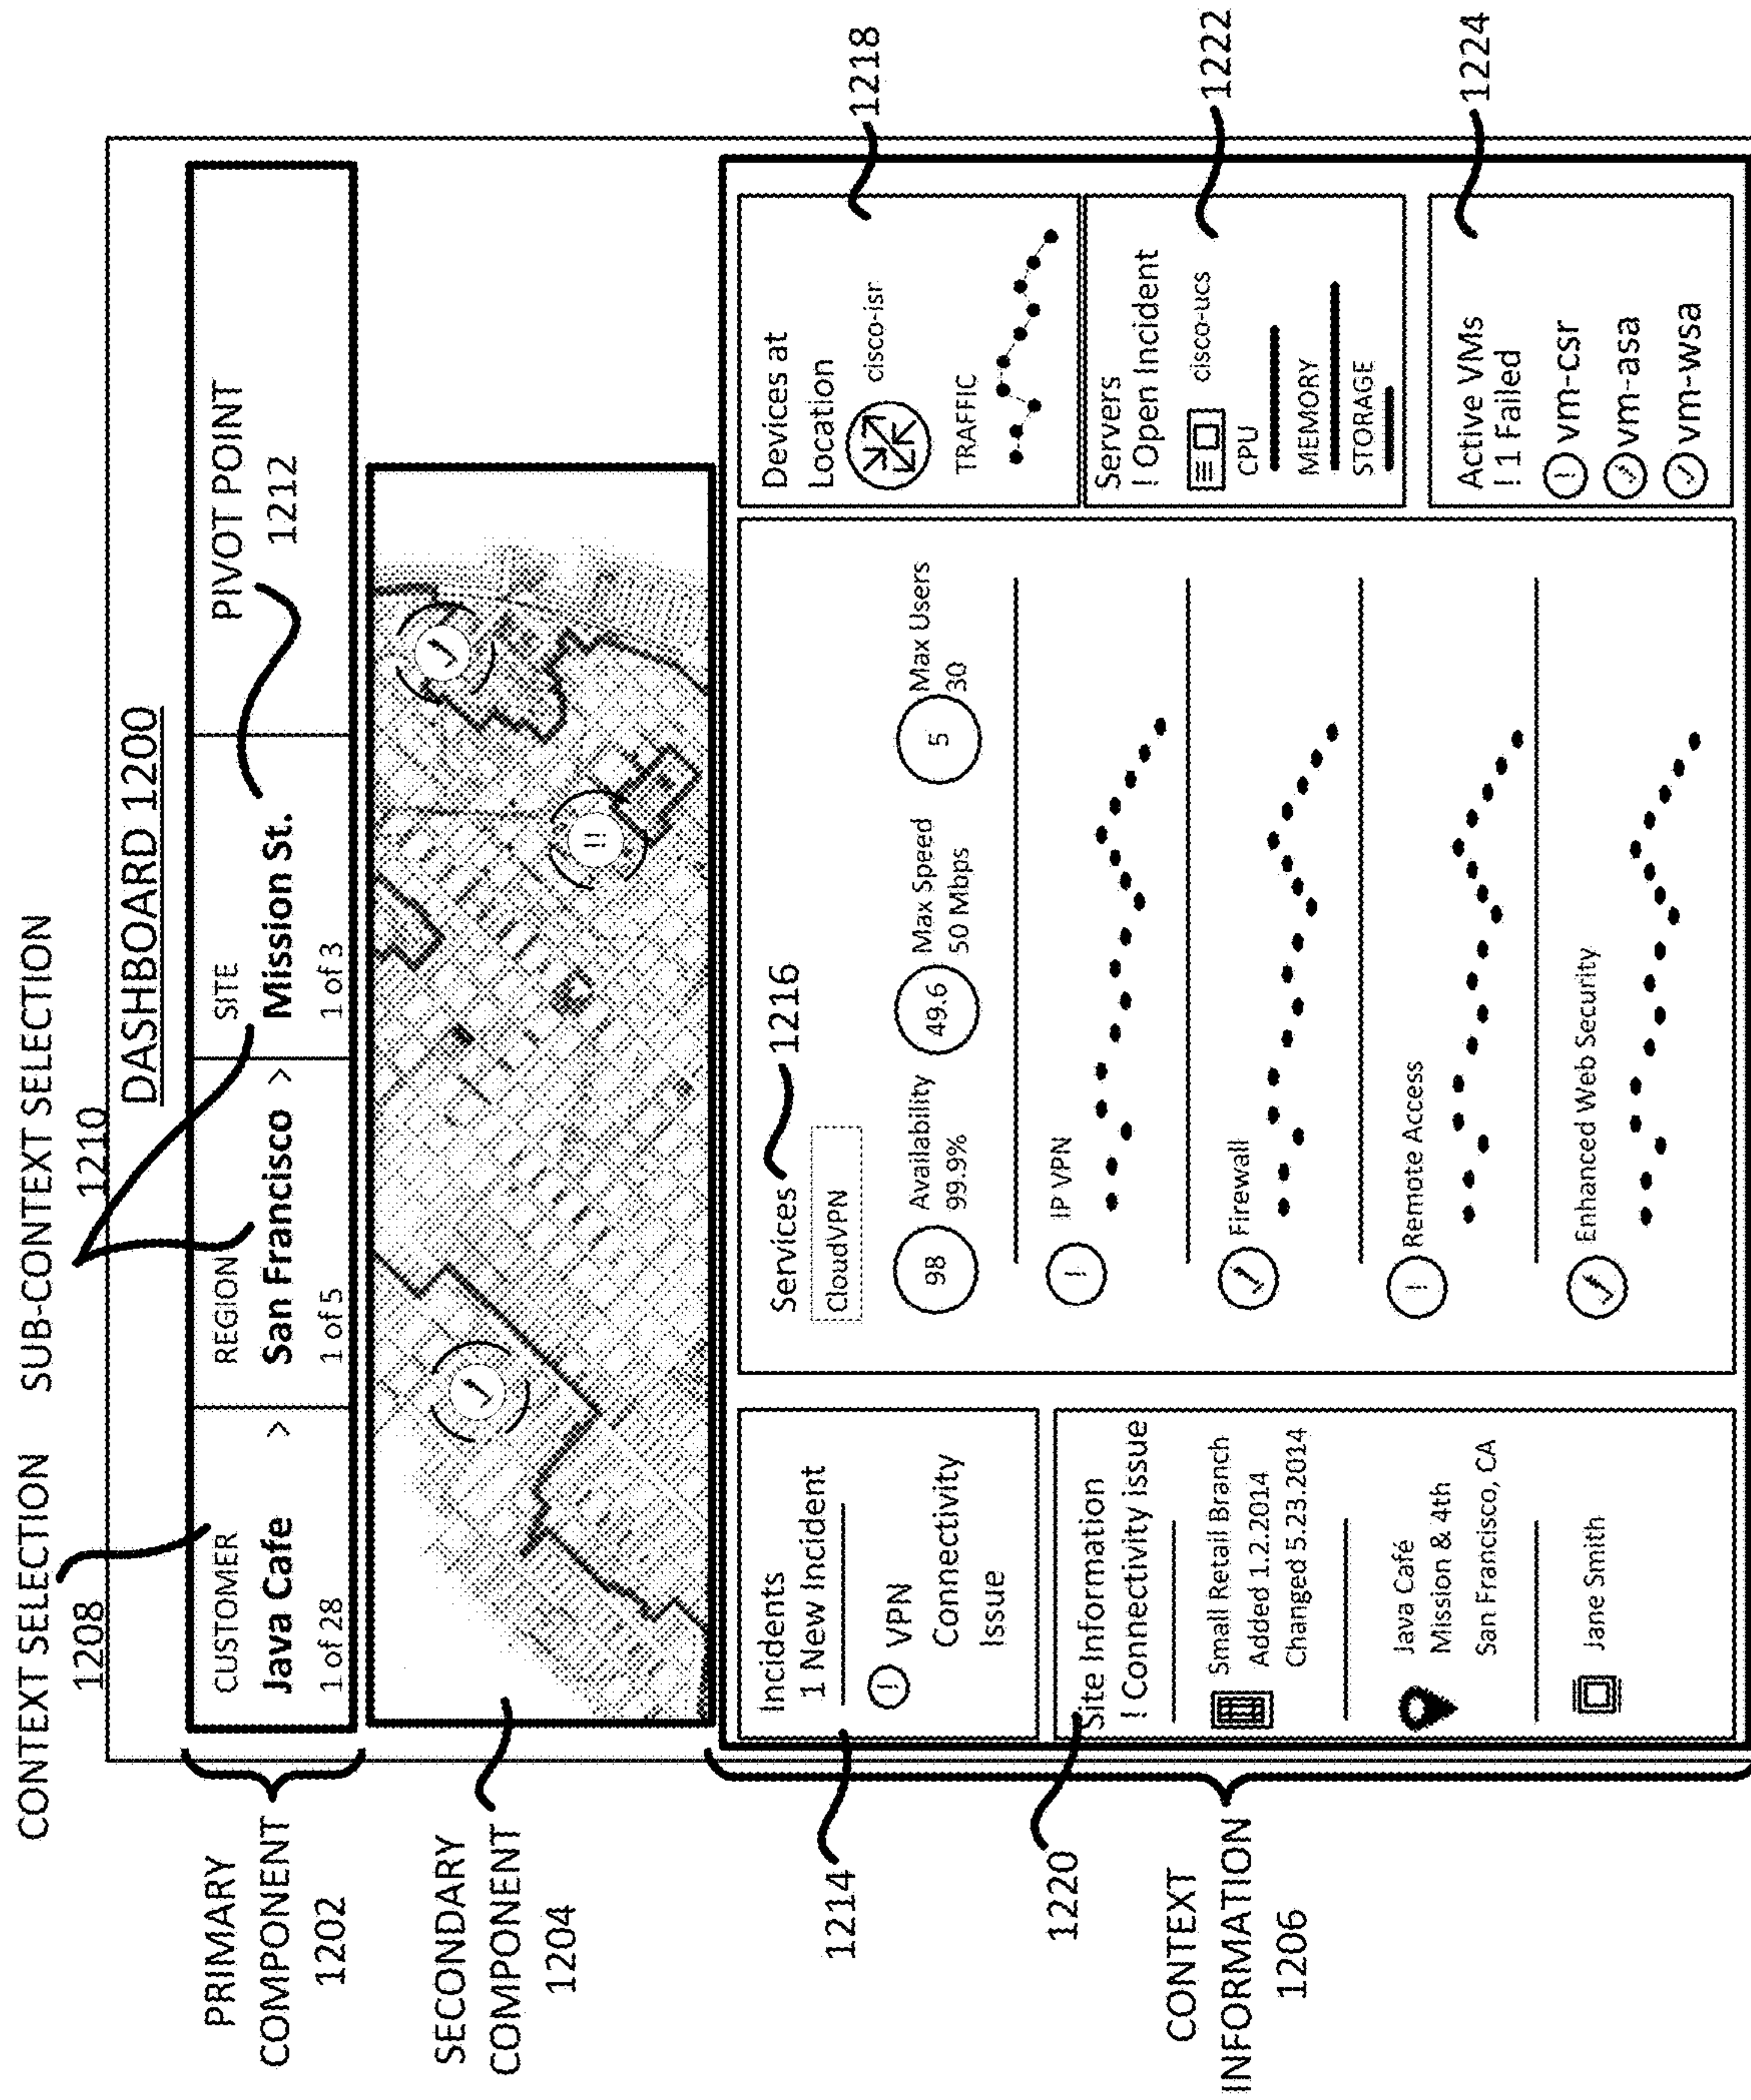 CONTEXT SELECTION
1208
SUB-CONTEXT SELECTION
1210
DASHBOARD 1200
PRIMARY
COMPONENT
1202
CUSTOMER
Java Cafe >
1 of 28
REGION
San Francisco >
1 of 5
SITE
Mission St.
1 of 3
PIVOT POINT
1212
SECONDARY
COMPONENT
1204
!!
CONTEXT
INFORMATION
1206
1214
Incidents
1 New Incident
! VPN
Connectivity
Issue
1220
Site Information
! Connectivity issue
Small Retail Branch
Added 1.2.2014
Changed 5.23.2014
Java Café
Mission & 4th
San Francisco, CA
Jane Smith
Services
1216
CloudVPN
98 Availability
99.9%
49.6 Max Speed
50 Mbps
5 Max Users
30
! IP VPN
Firewall
! Remote Access
Enhanced Web Security
1218
Devices at
Location
cisco-isr
TRAFFIC
1222
Servers
! Open Incident
cisco-ucs
CPU
MEMORY
STORAGE
1224
Active VMs
! 1 Failed
! vm-csr
vm-asa
vm-wsa